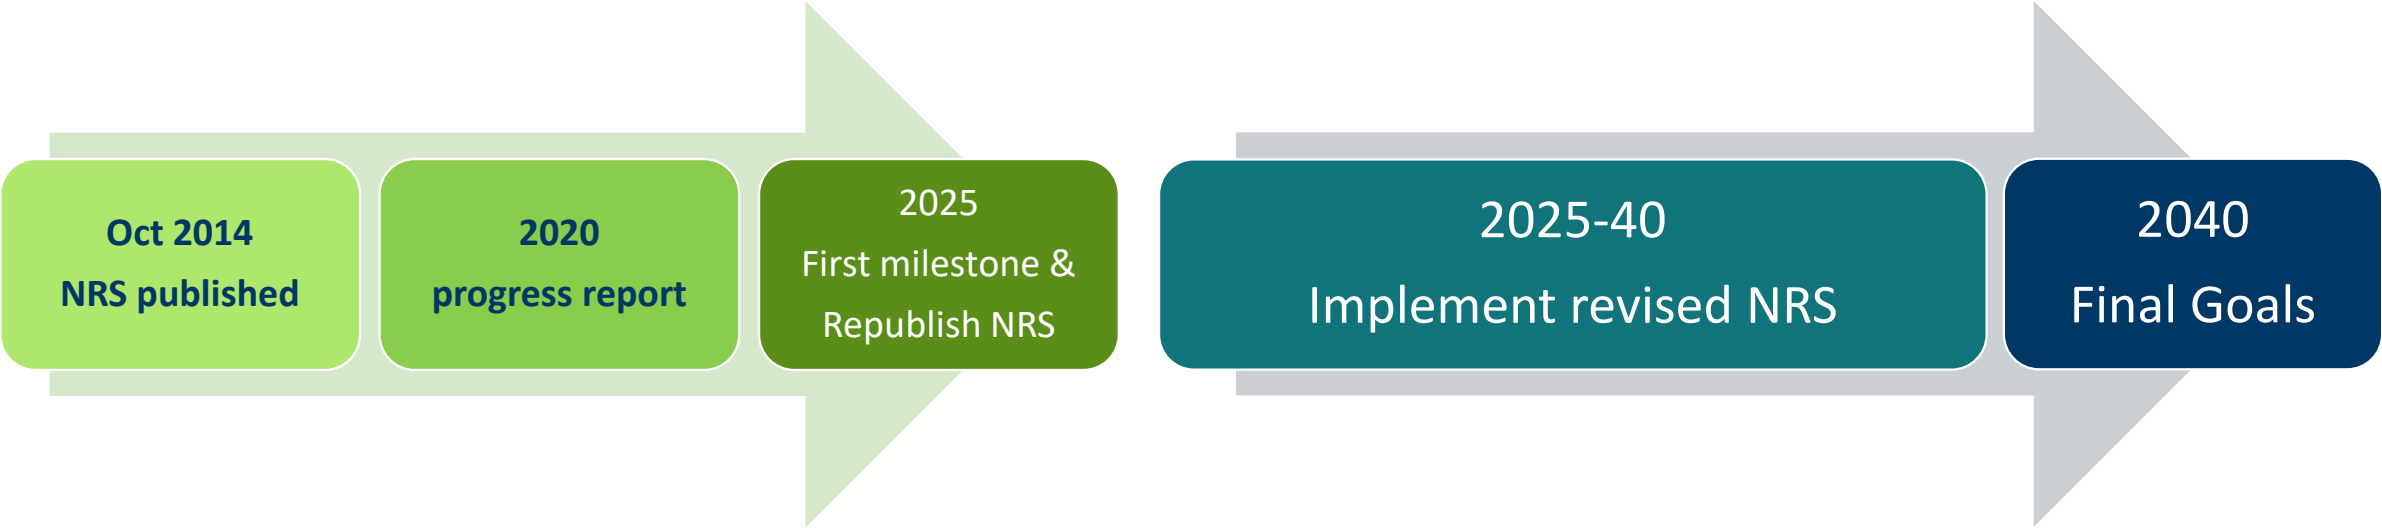 Oct 2014
NRS published
2020
progress report
2025
First milestone &
Republish NRS
2025-40
Implement revised NRS
2040
Final Goals